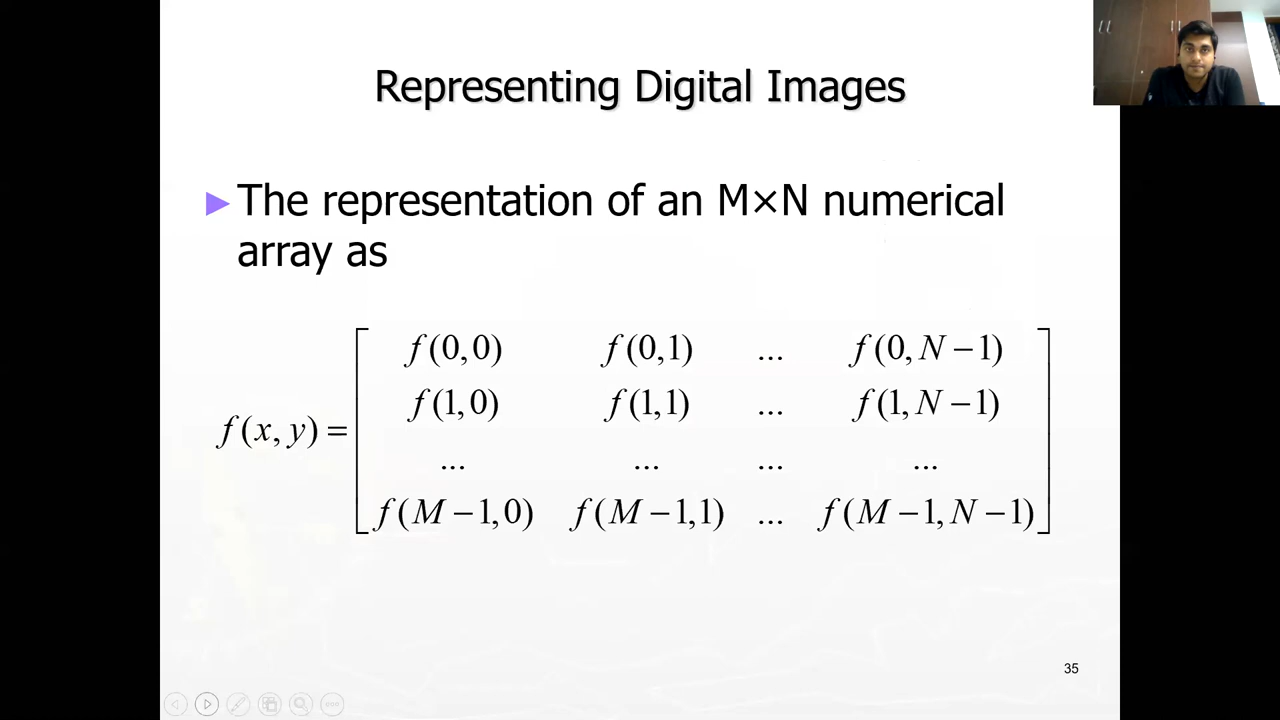 Representing Digital Images
►The representation of an M×N numerical
array as
f(0,0) f(0,1) ... f(0,N−1)
f(1,0) f(1,1) ... f(1,N−1)
f(x,y)=
... ... ... ...
f(M−1,0) f(M−1,1) ... f(M−1,N−1)
35